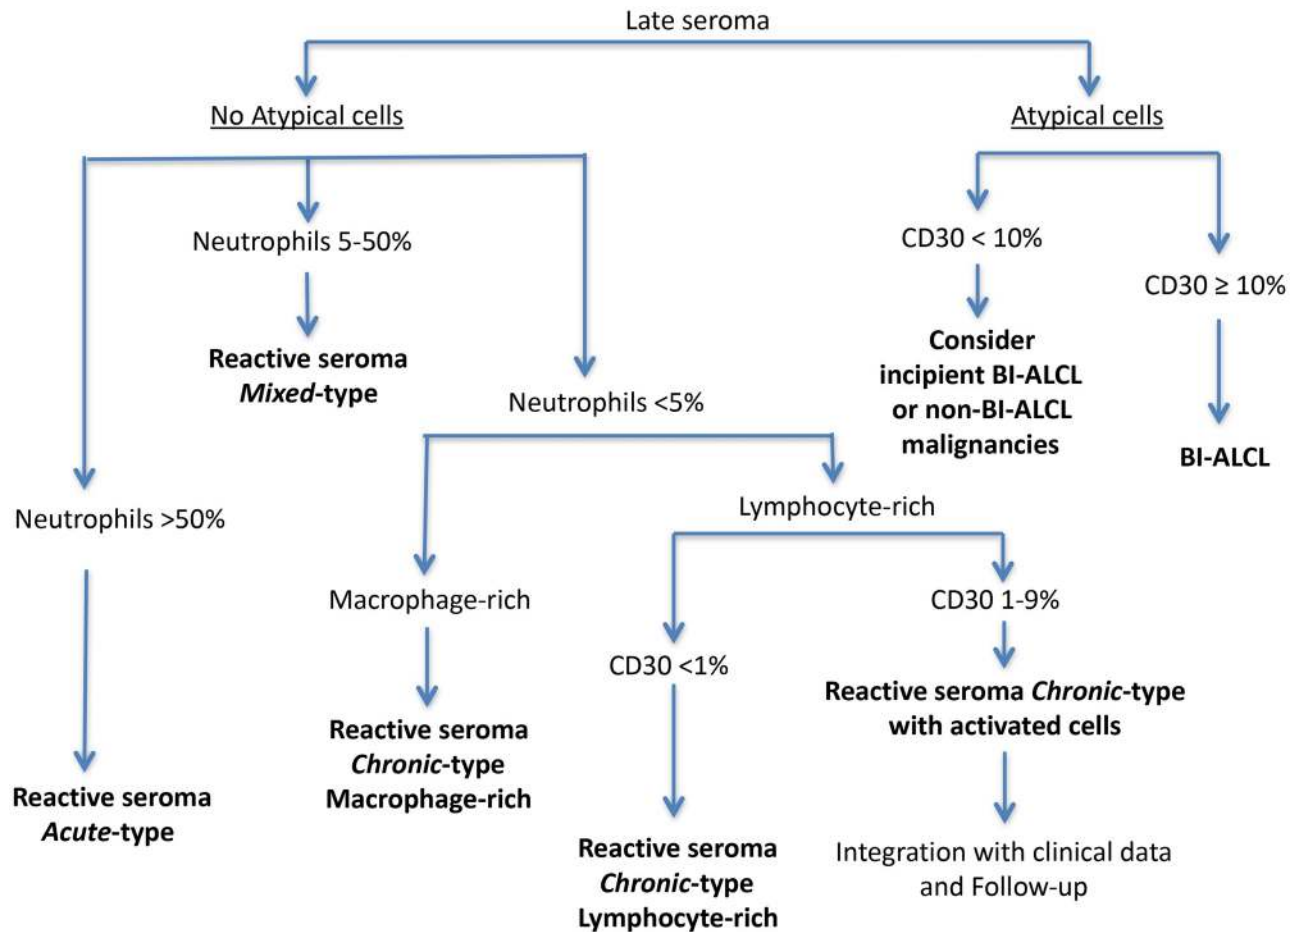 Late seroma
No Atypical cells
Atypical cells
Neutrophils 5-50%
CD30 < 10%
CD30 ≥ 10%
Reactive seroma
Mixed-type
Consider
incipient BI-ALCL
or non-BI-ALCL
malignancies
Neutrophils <5%
BI-ALCL
Neutrophils >50%
Lymphocyte-rich
Macrophage-rich
CD30 1-9%
CD30 <1%
Reactive seroma Chronic-type
with activated cells
Reactive seroma
Chronic-type
Macrophage-rich
Reactive seroma
Acute-type
Reactive seroma
Chronic-type
Lymphocyte-rich
Integration with clinical data
and Follow-up